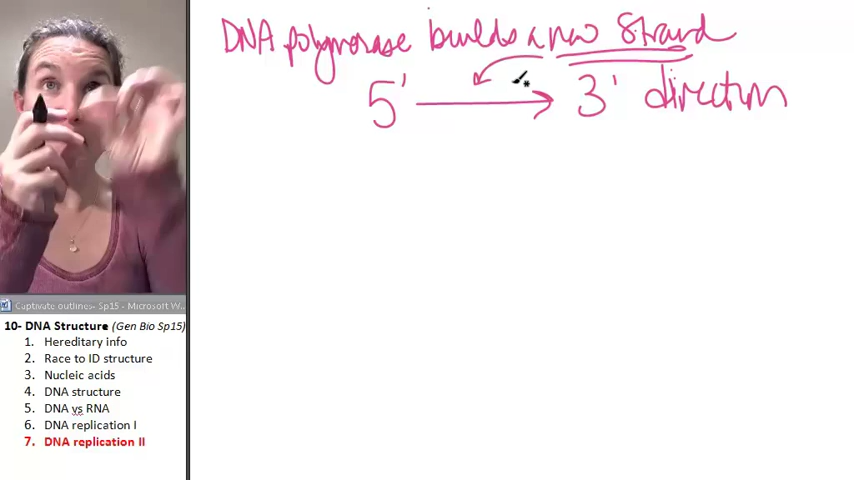 DNA polymerase builds a new strand
5' → 3' direction
Captivate outlines- Sp15 - Microsoft W...
10- DNA Structure (Gen Bio Sp15)
1. Hereditary info
2. Race to ID structure
3. Nucleic acids
4. DNA structure
5. DNA vs RNA
6. DNA replication I
7. DNA replication II